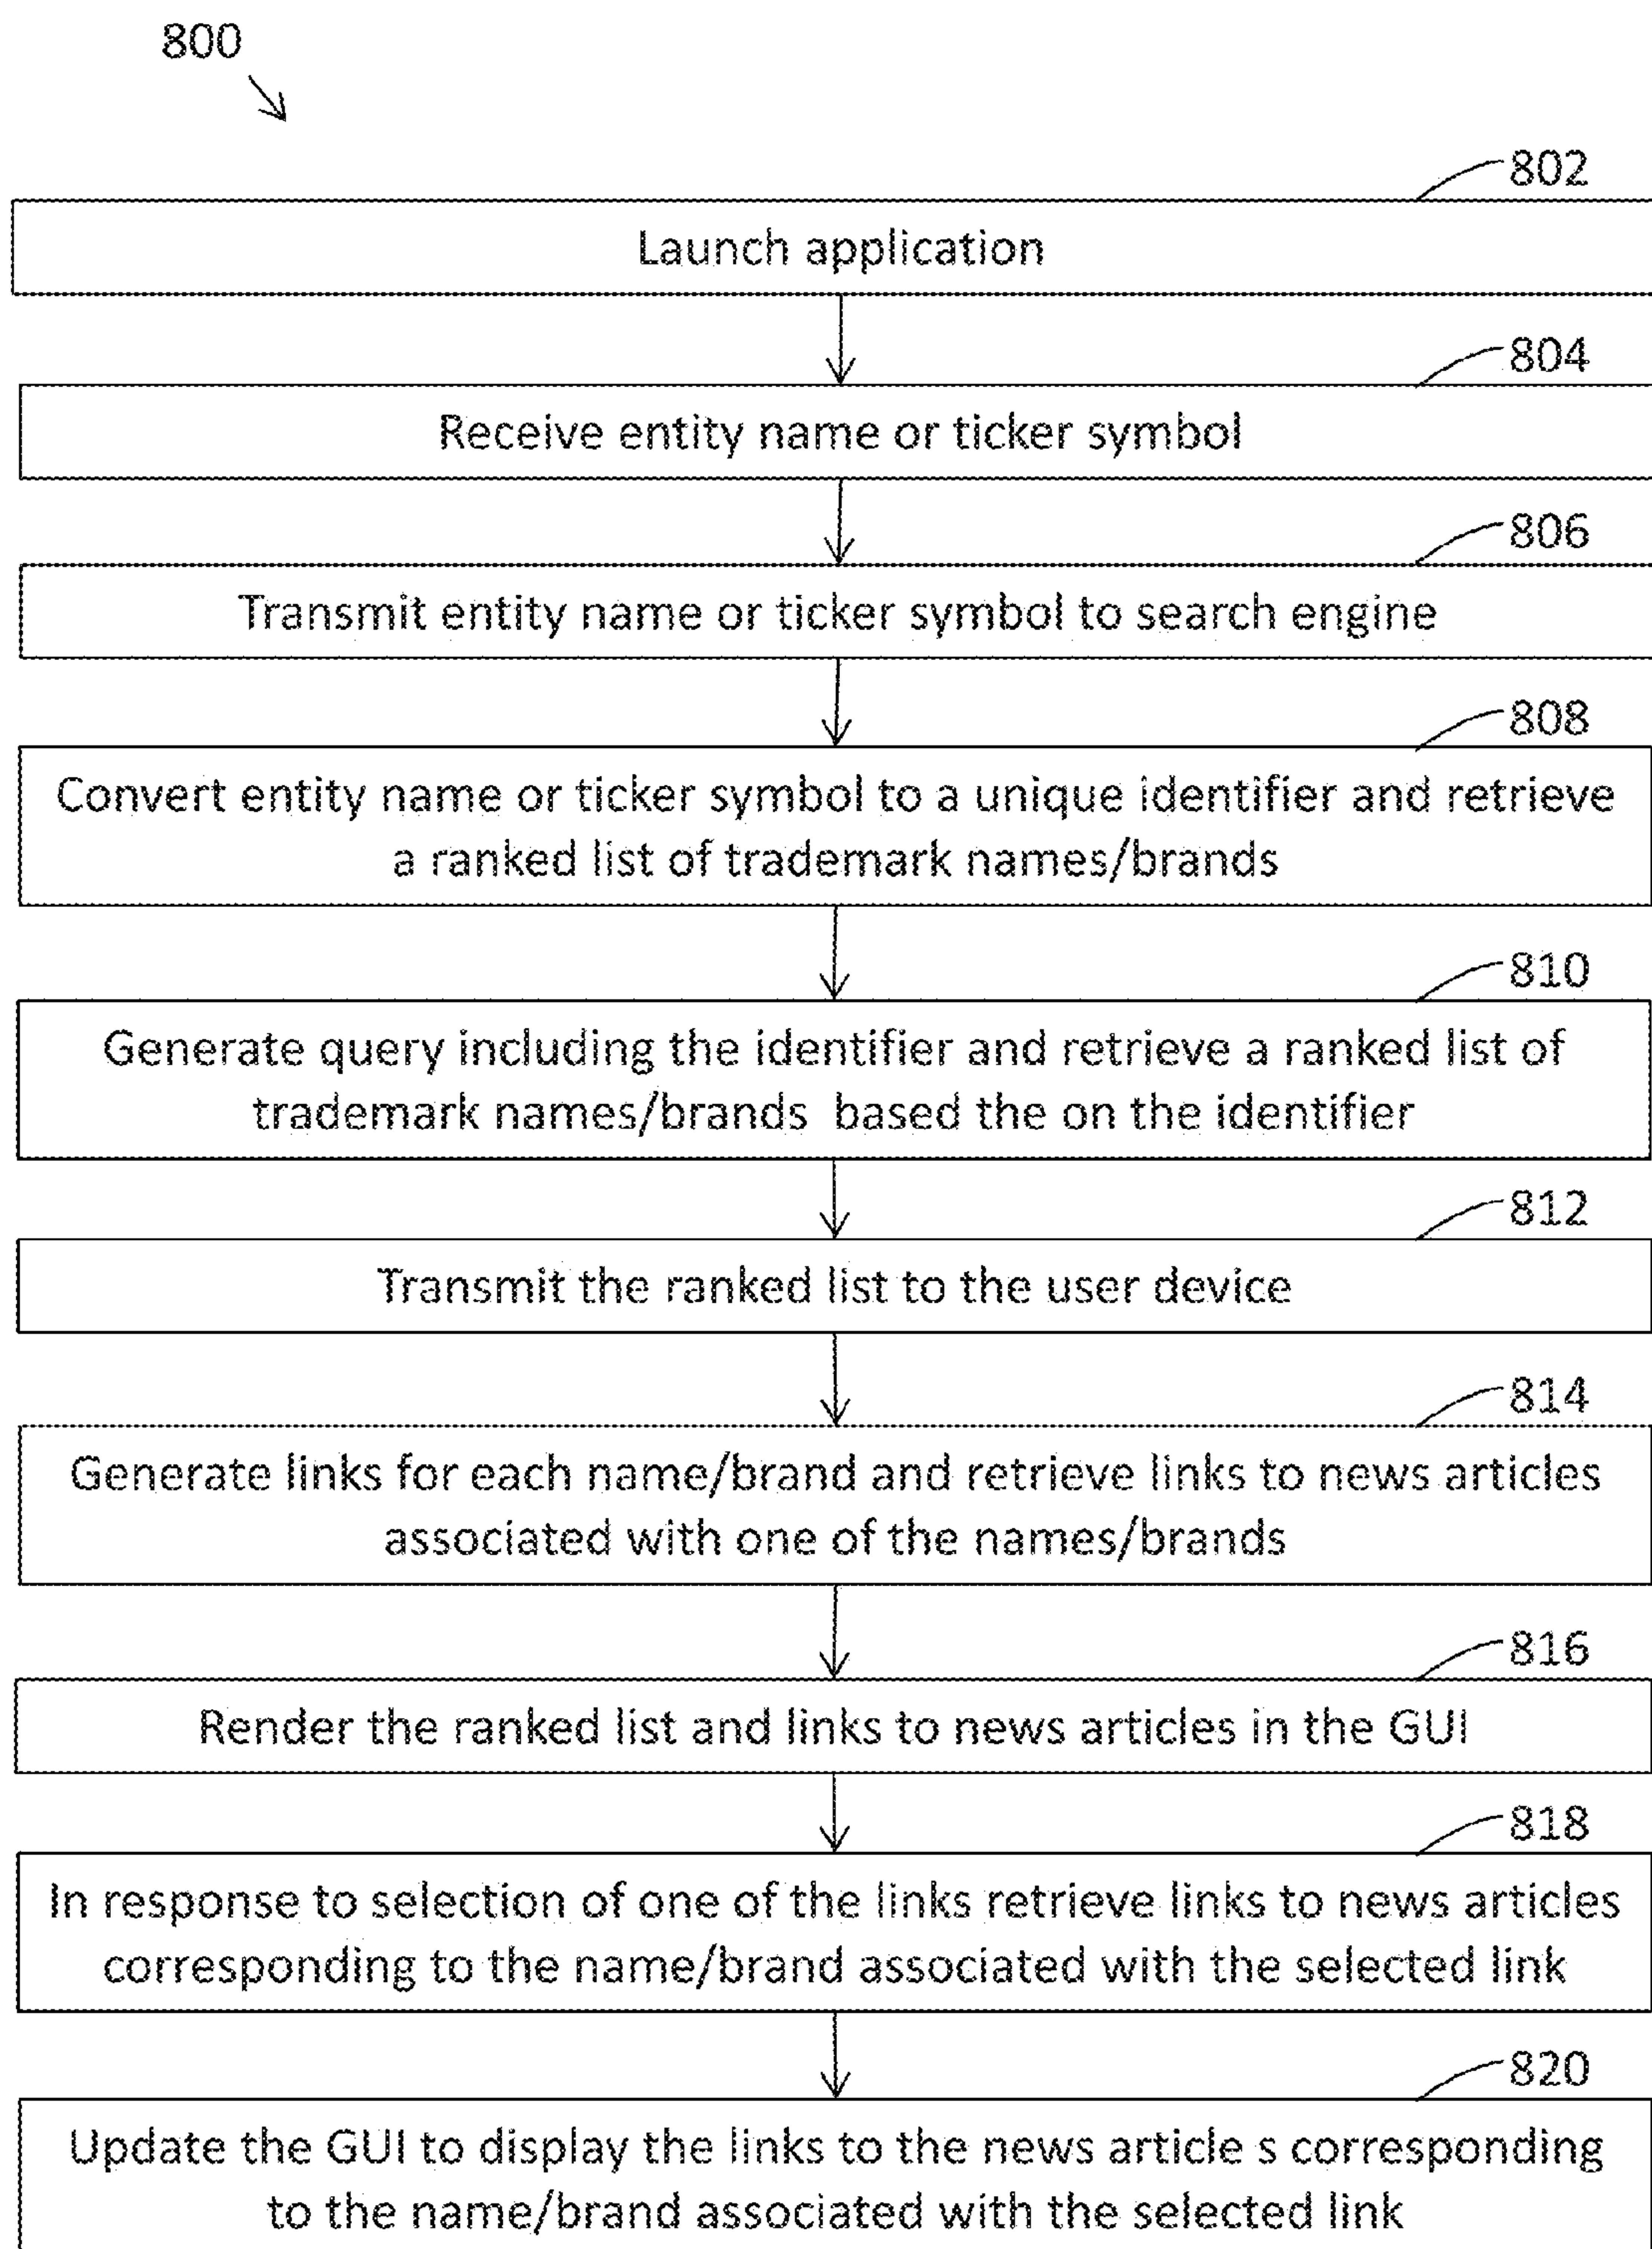 800
802
Launch application
804
Receive entity name or ticker symbol
806
Transmit entity name or ticker symbol to search engine
808
Convert entity name or ticker symbol to a unique identifier and retrieve
a ranked list of trademark names/brands
810
Generate query including the identifier and retrieve a ranked list of
trademark names/brands  based the on the identifier
812
Transmit the ranked list to the user device
814
Generate links for each name/brand and retrieve links to news articles
associated with one of the names/brands
816
Render the ranked list and links to news articles in the GUI
818
In response to selection of one of the links retrieve links to news articles
corresponding to the name/brand associated with the selected link
820
Update the GUI to display the links to the news article s corresponding
to the name/brand associated with the selected link